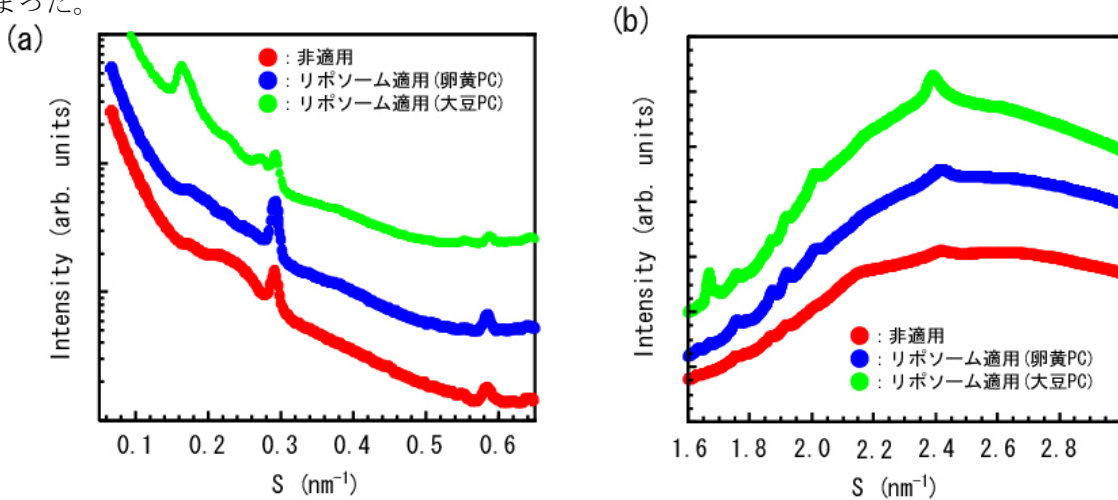 まった。
(a)
●：非適用
●：リポソーム適用(卵黄PC)
●：リポソーム適用(大豆PC)
Intensity (arb. units)
0.1 0.2 0.3 0.4 0.5 0.6
S (nm⁻¹)
(b)
●：非適用
●：リポソーム適用(卵黄PC)
●：リポソーム適用(大豆PC)
Intensity (arb. units)
1.6 1.8 2.0 2.2 2.4 2.6 2.8
S (nm⁻¹)